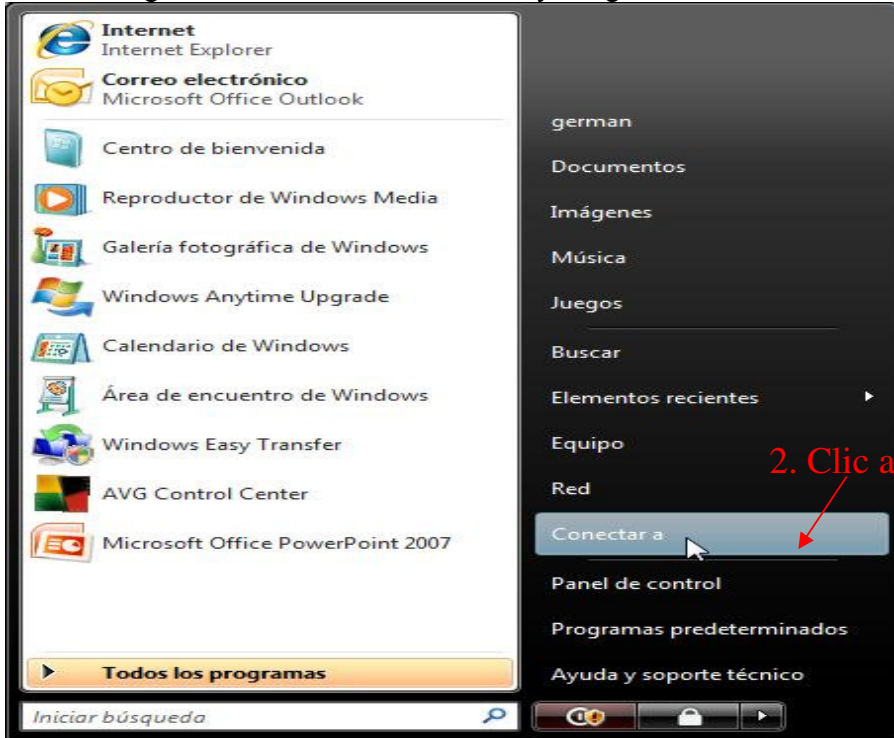 Internet
Internet Explorer
Correo electrónico
Microsoft Office Outlook
Centro de bienvenida
Reproductor de Windows Media
Galería fotográfica de Windows
Windows Anytime Upgrade
Calendario de Windows
Área de encuentro de Windows
Windows Easy Transfer
AVG Control Center
Microsoft Office PowerPoint 2007
Todos los programas
Iniciar búsqueda
german
Documentos
Imágenes
Música
Juegos
Buscar
Elementos recientes
Equipo
2. Clic a
Red
Conectar a
Panel de control
Programas predeterminados
Ayuda y soporte técnico